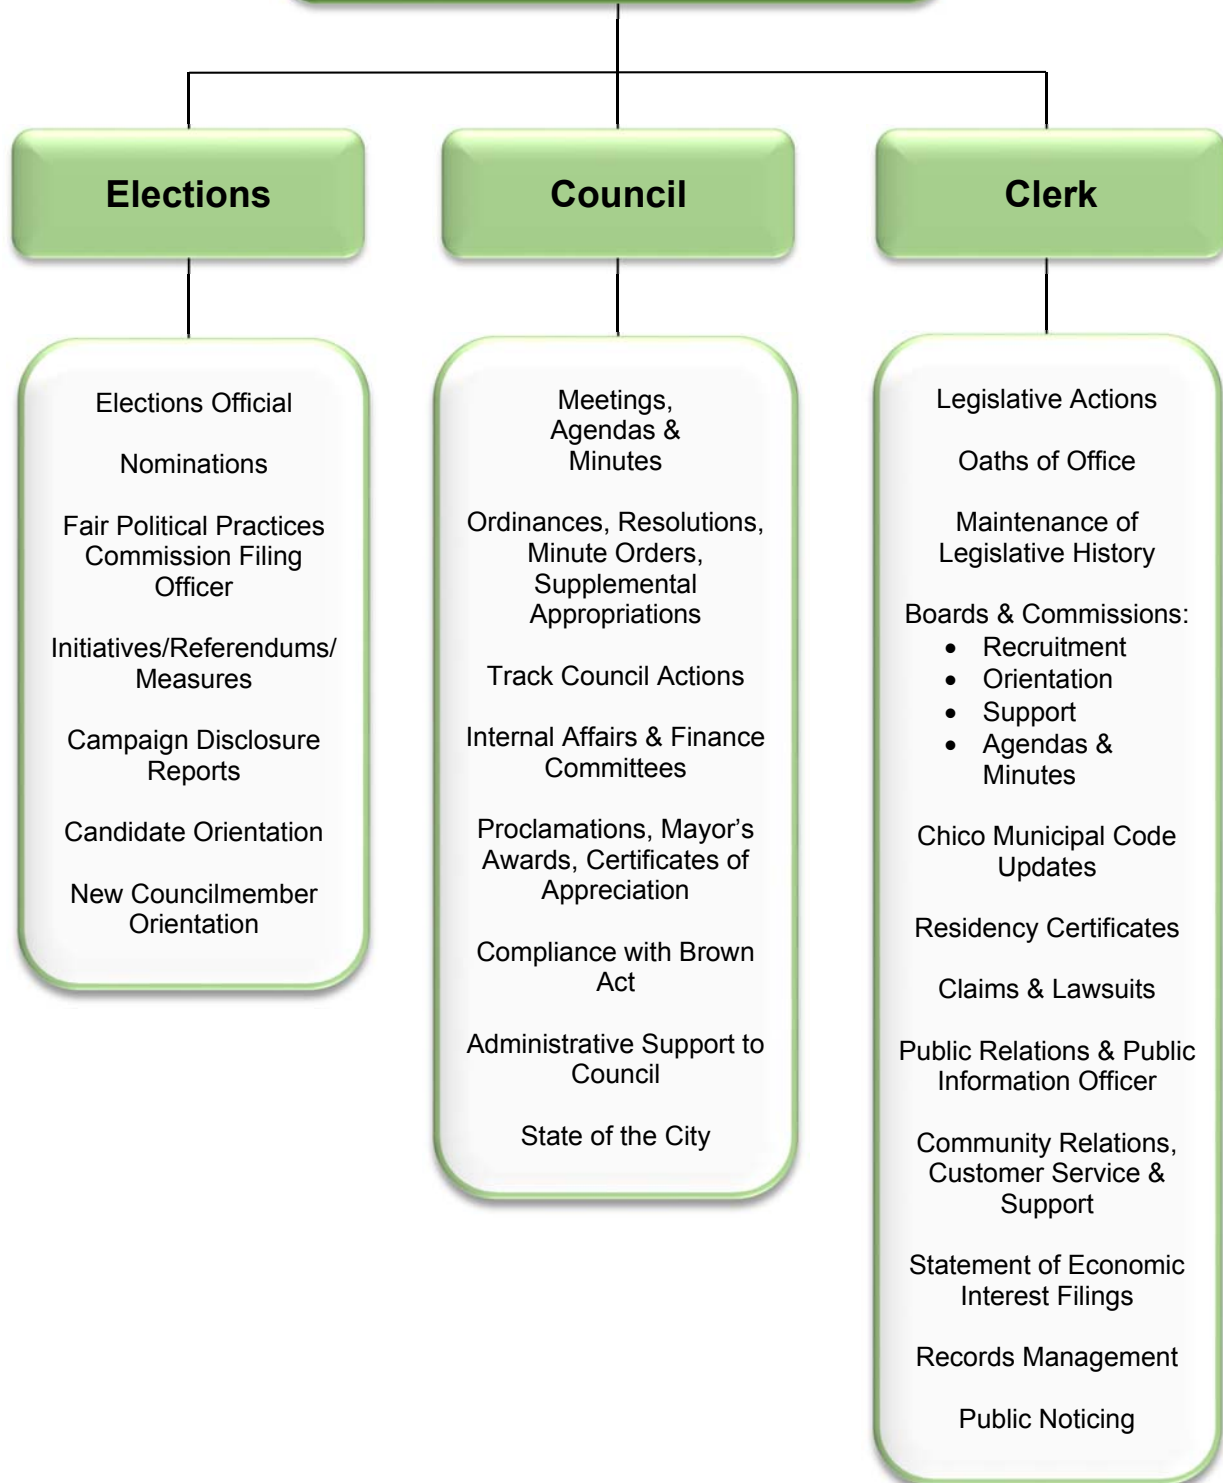 Elections
Elections Official
Nominations
Fair Political Practices
Commission Filing
Officer
Initiatives/Referendums/
Measures
Campaign Disclosure
Reports
Candidate Orientation
New Councilmember
Orientation
Council
Meetings,
Agendas &
Minutes
Ordinances, Resolutions,
Minute Orders,
Supplemental
Appropriations
Track Council Actions
Internal Affairs & Finance
Committees
Proclamations, Mayor’s
Awards, Certificates of
Appreciation
Compliance with Brown
Act
Administrative Support to
Council
State of the City
Clerk
Legislative Actions
Oaths of Office
Maintenance of
Legislative History
Boards & Commissions:
• Recruitment
• Orientation
• Support
• Agendas &
Minutes
Chico Municipal Code
Updates
Residency Certificates
Claims & Lawsuits
Public Relations & Public
Information Officer
Community Relations,
Customer Service &
Support
Statement of Economic
Interest Filings
Records Management
Public Noticing